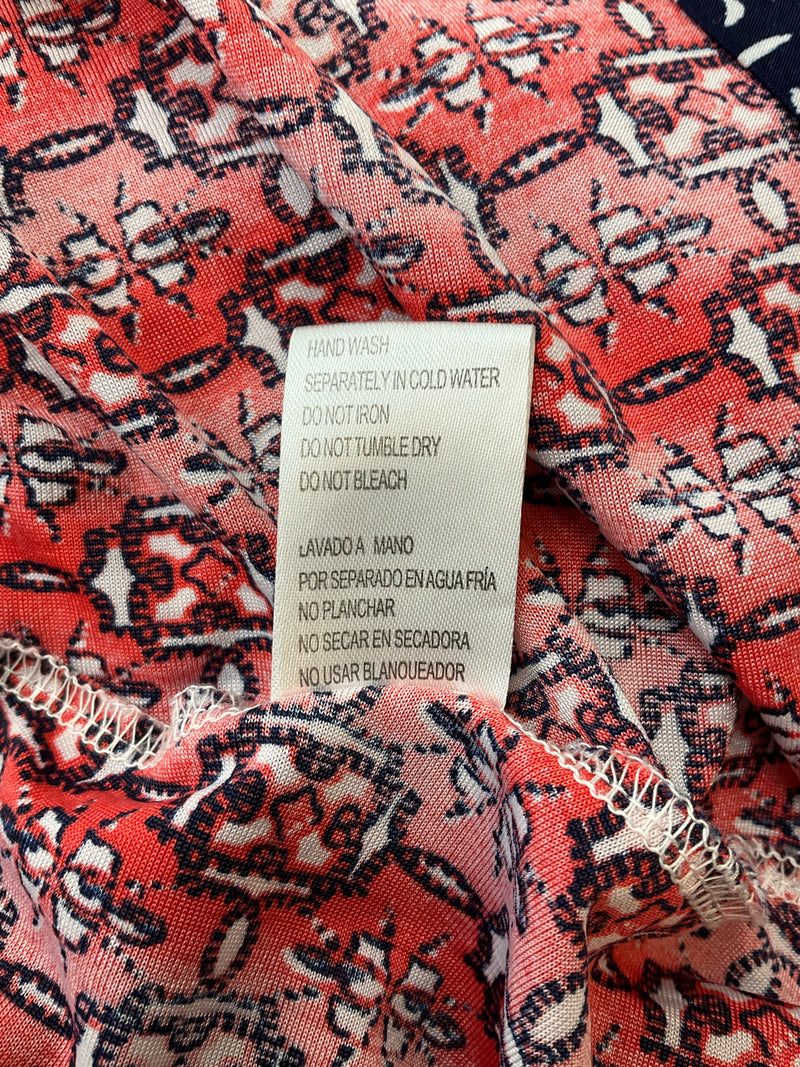 HAND WASH
SEPARATELY IN COLD WATER
DO NOT IRON
DO NOT TUMBLE DRY
DO NOT BLEACH
LAVADO A MANO
POR SEPARADO EN AGUA FRÍA
NO PLANCHAR
NO SECAR EN SECADORA
NO USAR BLANQUEADOR